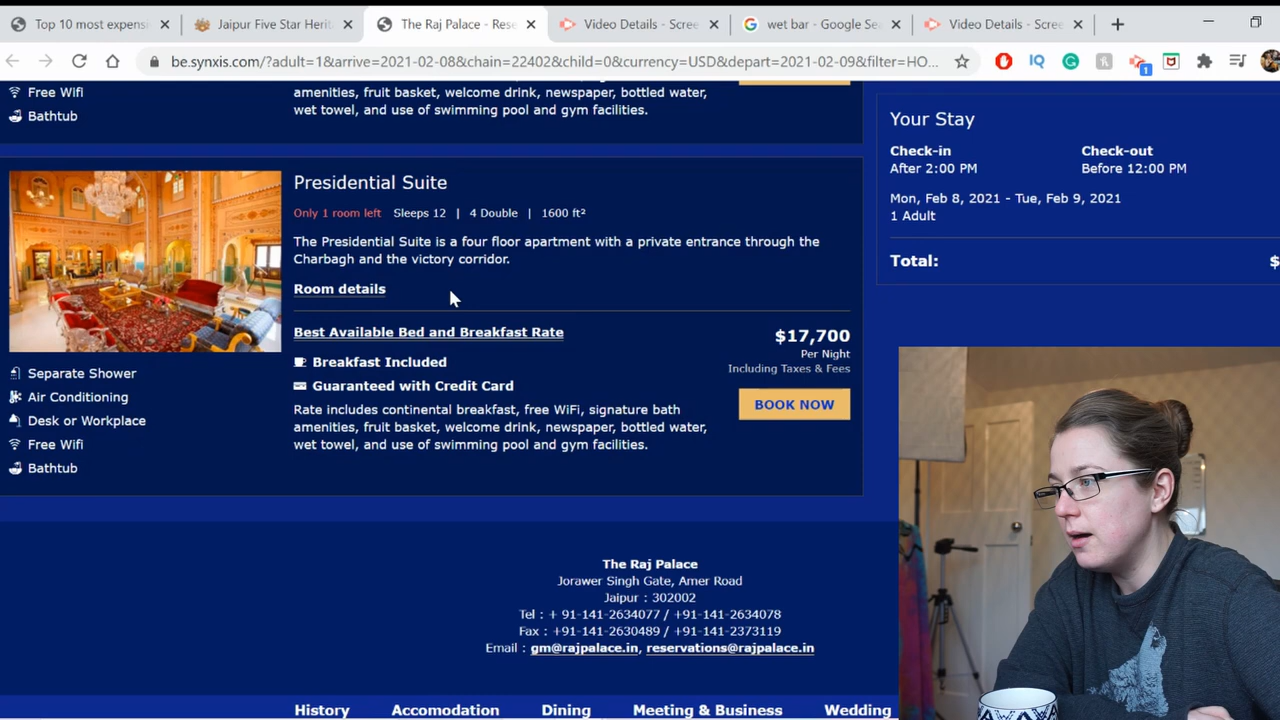 Top 10 most expensi
Jaipur Five Star Herit
The Raj Palace - Rese
Video Details - Scree
wet bar - Google Sea
Video Details - Scree
be.synxis.com/?adult=1&arrive=2021-02-08&chain=22402&child=0&currency=USD&depart=2021-02-09&filter=HO...
IQ
1
Free Wifi
Bathtub
amenities, fruit basket, welcome drink, newspaper, bottled water,
wet towel, and use of swimming pool and gym facilities.
Your Stay
Check-in
After 2:00 PM
Check-out
Before 12:00 PM
Mon, Feb 8, 2021 - Tue, Feb 9, 2021
1 Adult
Total:
$
Presidential Suite
Only 1 room left Sleeps 12 | 4 Double | 1600 ft²
The Presidential Suite is a four floor apartment with a private entrance through the
Charbagh and the victory corridor.
Room details
Best Available Bed and Breakfast Rate
Breakfast Included
Guaranteed with Credit Card
Rate includes continental breakfast, free WiFi, signature bath
amenities, fruit basket, welcome drink, newspaper, bottled water,
wet towel, and use of swimming pool and gym facilities.
$17,700
Per Night
Including Taxes & Fees
BOOK NOW
Separate Shower
Air Conditioning
Desk or Workplace
Free Wifi
Bathtub
The Raj Palace
Jorawer Singh Gate, Amer Road
Jaipur : 302002
Tel : + 91-141-2634077 / +91-141-2634078
Fax : +91-141-2630489 / +91-141-2373119
Email : gm@rajpalace.in, reservations@rajpalace.in
History
Accomodation
Dining
Meeting & Business
Wedding